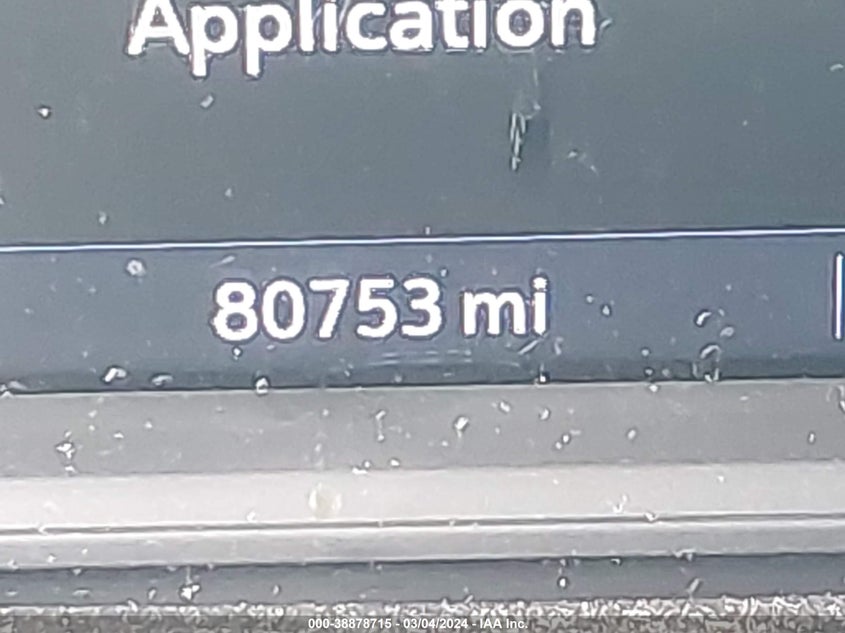 Application
80753 mi
000-38878715 - 03/04/2024 - IAA Inc.